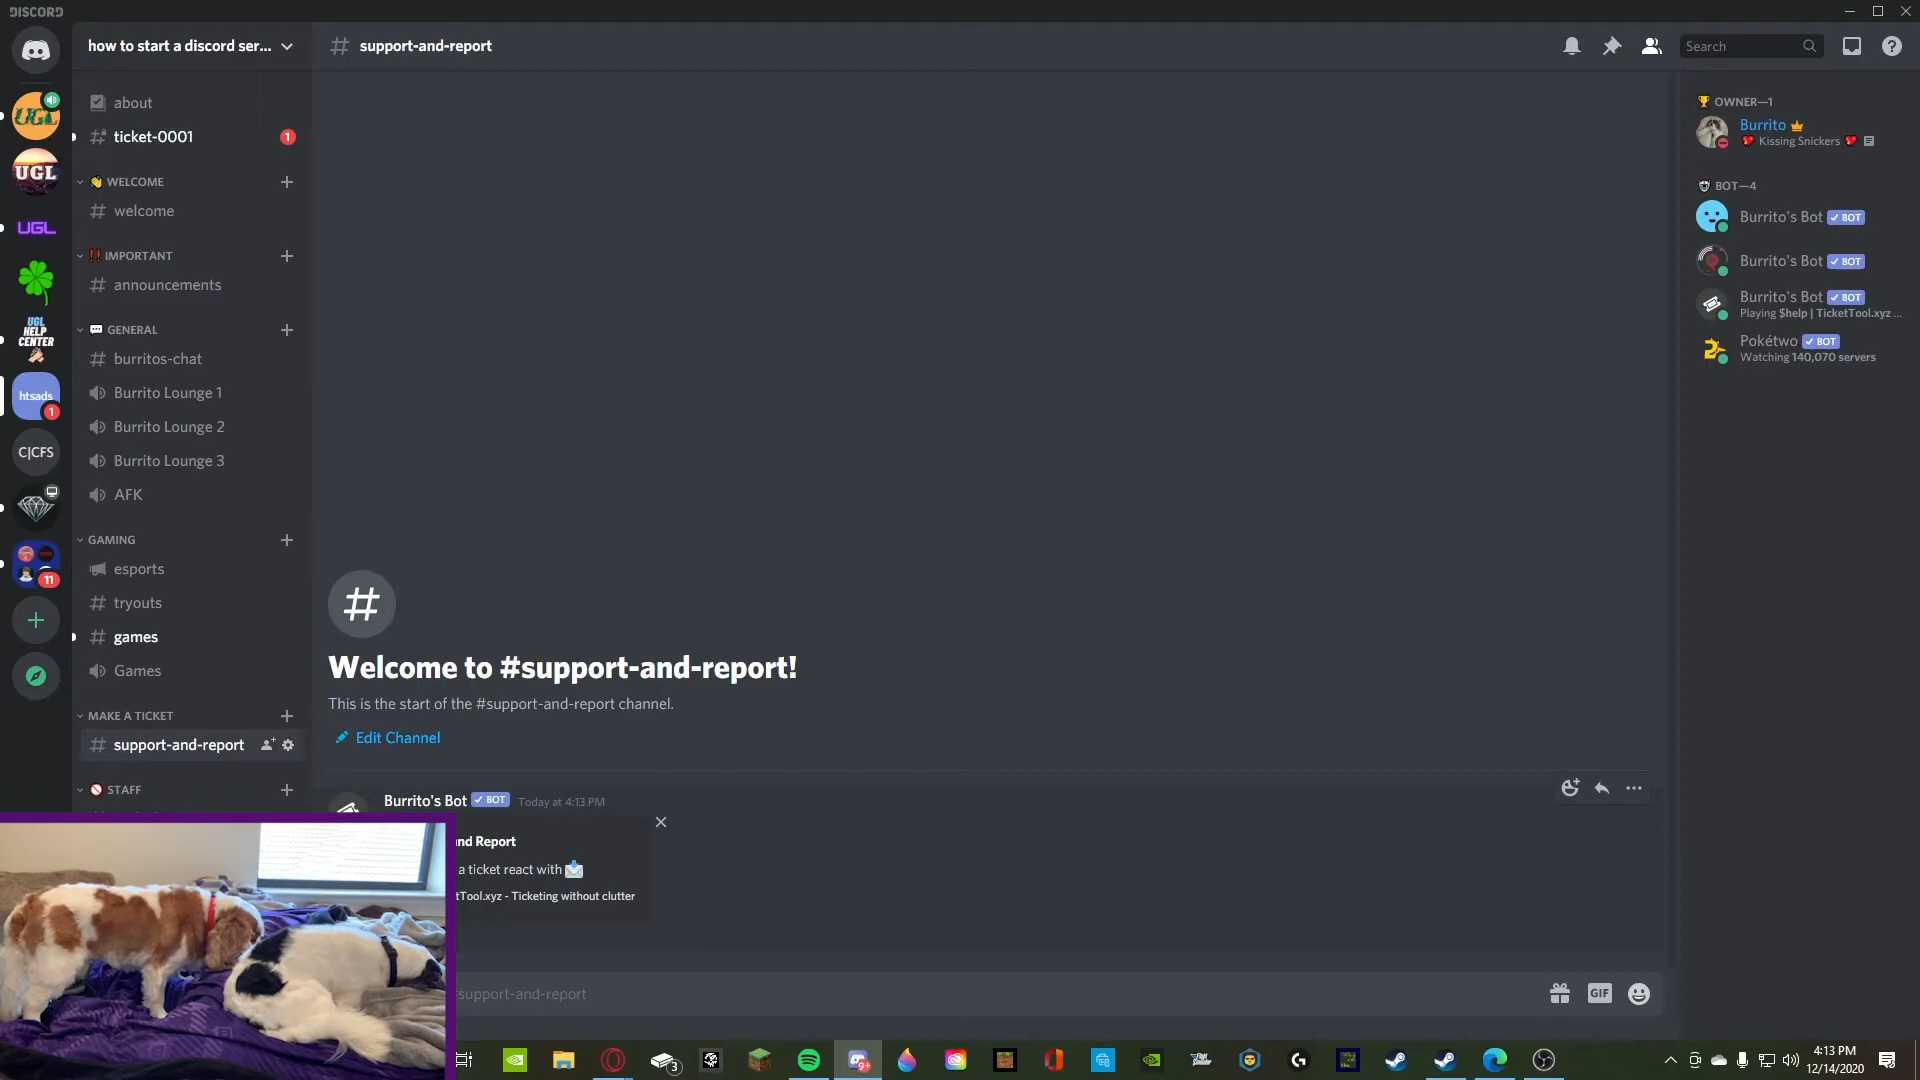 DISCORD
how to start a discord ser...
support-and-report
Search
about
ticket-0001
1
WELCOME
welcome
IMPORTANT
announcements
GENERAL
burritos-chat
Burrito Lounge 1
Burrito Lounge 2
Burrito Lounge 3
AFK
GAMING
esports
tryouts
games
Games
MAKE A TICKET
support-and-report
STAFF
UGL
UGL
UGL
UGL
HELP
CENTER
htsads
1
C|CFS
11
Welcome to #support-and-report!
This is the start of the #support-and-report channel.
Edit Channel
Burrito's Bot BOT Today at 4:13 PM
nd Report
a ticket react with
tTool.xyz - Ticketing without clutter
support-and-report
GIF
OWNER—1
Burrito
Kissing Snickers
BOT—4
Burrito's Bot BOT
Burrito's Bot BOT
Burrito's Bot BOT
Playing $help | TicketTool.xyz ...
Pokétwo BOT
Watching 140,070 servers
3
9+
4:13 PM
12/14/2020